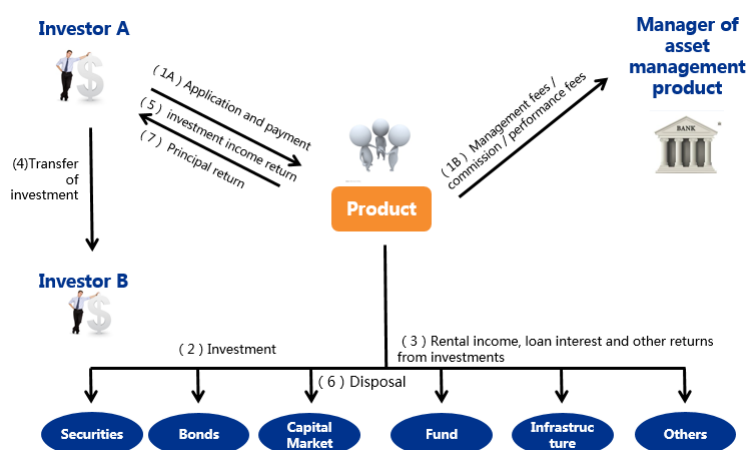 Investor A
Manager of
asset
management
product
（1A）Application and payment
（5）investment income return
（7）Principal return
（1B）Management fees /
commission / performance fees
BANK
(4)Transfer
of
investment
Product
Investor B
（2）Investment
（3）Rental income, loan interest and other returns
from investments
（6）Disposal
Securities
Bonds
Capital
Market
Fund
Infrastruc
ture
Others